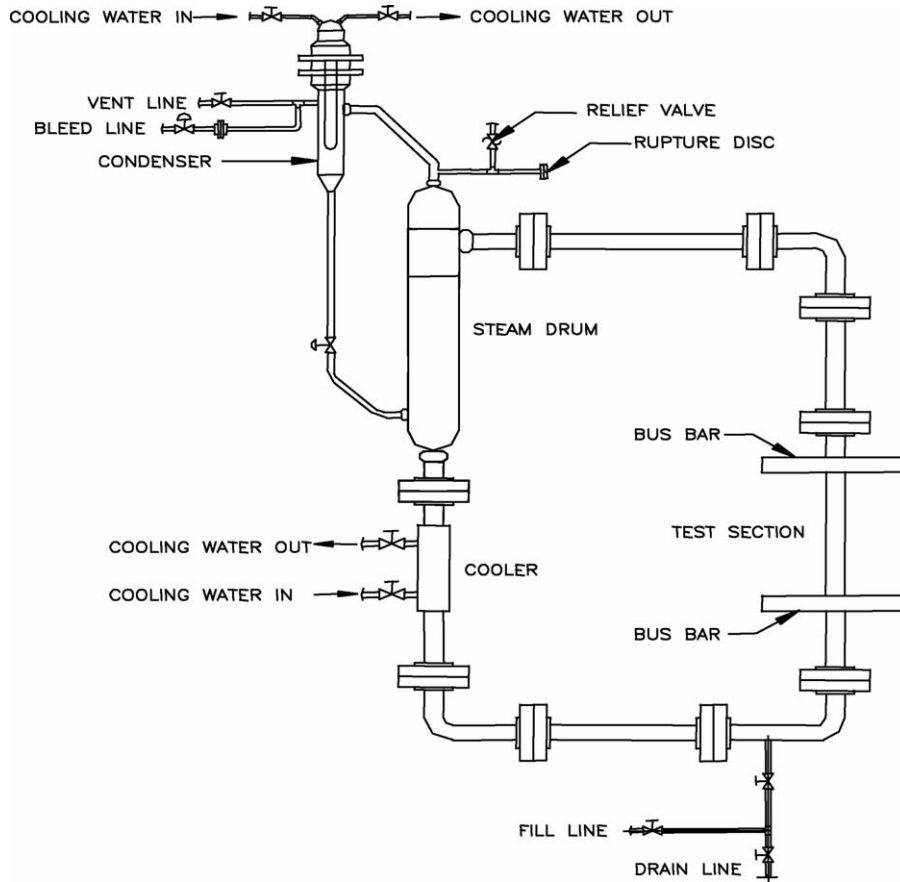 COOLING WATER IN
COOLING WATER OUT
VENT LINE
BLEED LINE
CONDENSER
RELIEF VALVE
RUPTURE DISC
STEAM DRUM
BUS BAR
TEST SECTION
COOLING WATER OUT
COOLER
COOLING WATER IN
BUS BAR
FILL LINE
DRAIN LINE